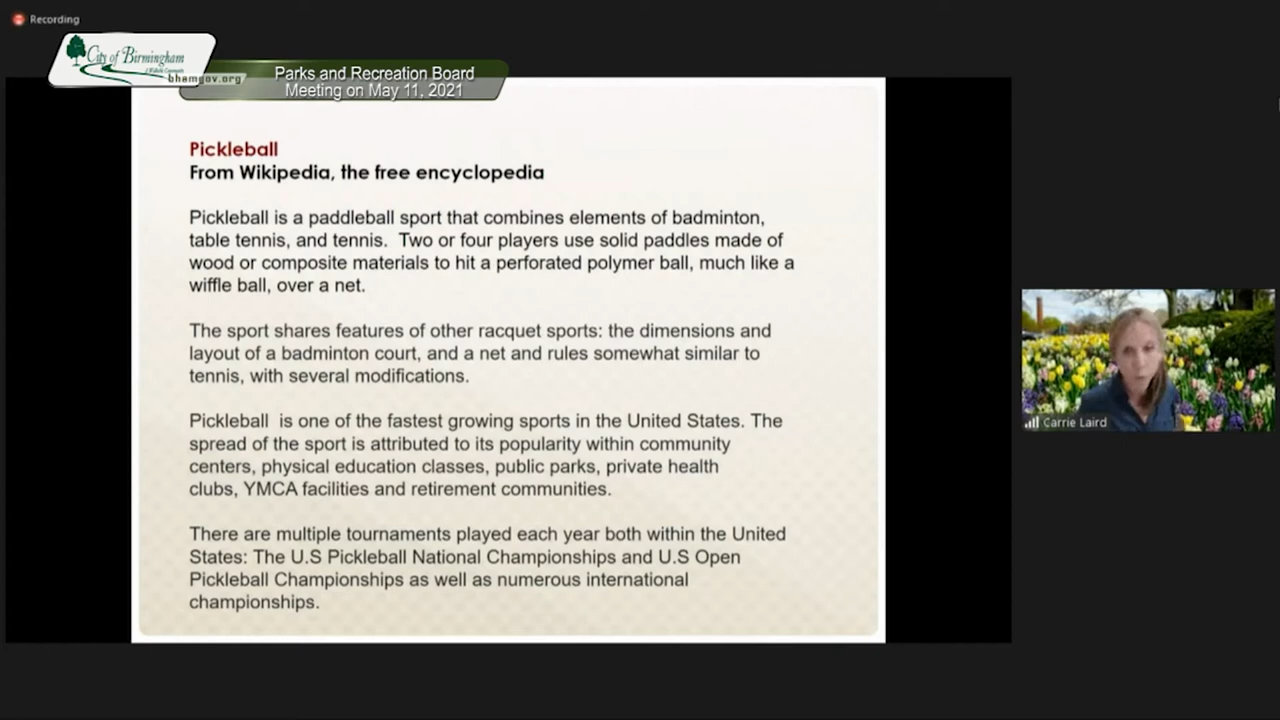 Recording
City of Birmingham
bhamgov.org
Parks and Recreation Board
Meeting on May 11, 2021
Pickleball
From Wikipedia, the free encyclopedia
Pickleball is a paddleball sport that combines elements of badminton,
table tennis, and tennis.  Two or four players use solid paddles made of
wood or composite materials to hit a perforated polymer ball, much like a
wiffle ball, over a net.
The sport shares features of other racquet sports: the dimensions and
layout of a badminton court, and a net and rules somewhat similar to
tennis, with several modifications.
Pickleball  is one of the fastest growing sports in the United States. The
spread of the sport is attributed to its popularity within community
centers, physical education classes, public parks, private health
clubs, YMCA facilities and retirement communities.
There are multiple tournaments played each year both within the United
States: The U.S Pickleball National Championships and U.S Open
Pickleball Championships as well as numerous international
championships.
Carrie Laird